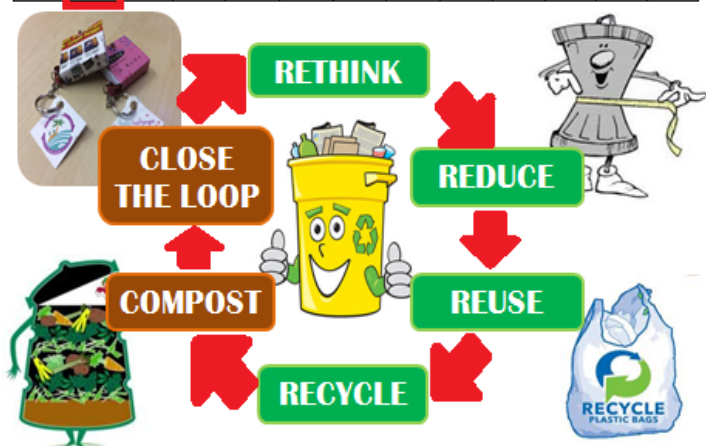 RETHINK
CLOSE
THE LOOP
REDUCE
COMPOST
REUSE
RECYCLE
RECYCLE
PLASTIC BAGS